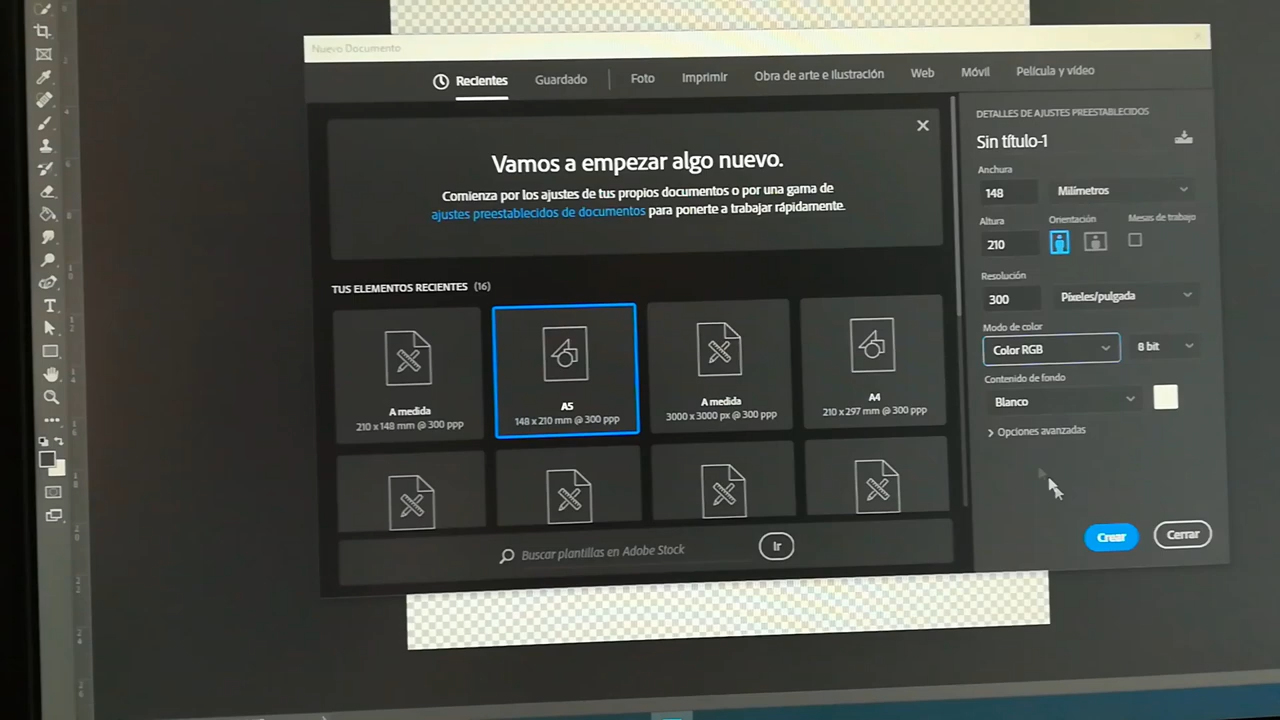 Nuevo Documento
Recientes Guardado Foto Imprimir Obra de arte e ilustración Web Móvil Película y vídeo
Vamos a empezar algo nuevo.
Comienza por los ajustes de tus propios documentos o por una gama de
ajustes preestablecidos de documentos para ponerte a trabajar rápidamente.
TUS ELEMENTOS RECIENTES (16)
A medida
210 x 148 mm @ 300 ppp
A5
148 x 210 mm @ 300 ppp
A medida
3000 x 3000 px @ 300 ppp
A4
210 x 297 mm @ 300 ppp
Buscar plantillas en Adobe Stock
Ir
DETALLES DE AJUSTES PREESTABLECIDOS
Sin título-1
Anchura
148 Milímetros
Altura Orientación Mesas de trabajo
210
Resolución
300 Píxeles/pulgada
Modo de color
Color RGB 8 bit
Contenido de fondo
Blanco
Opciones avanzadas
Crear Cerrar